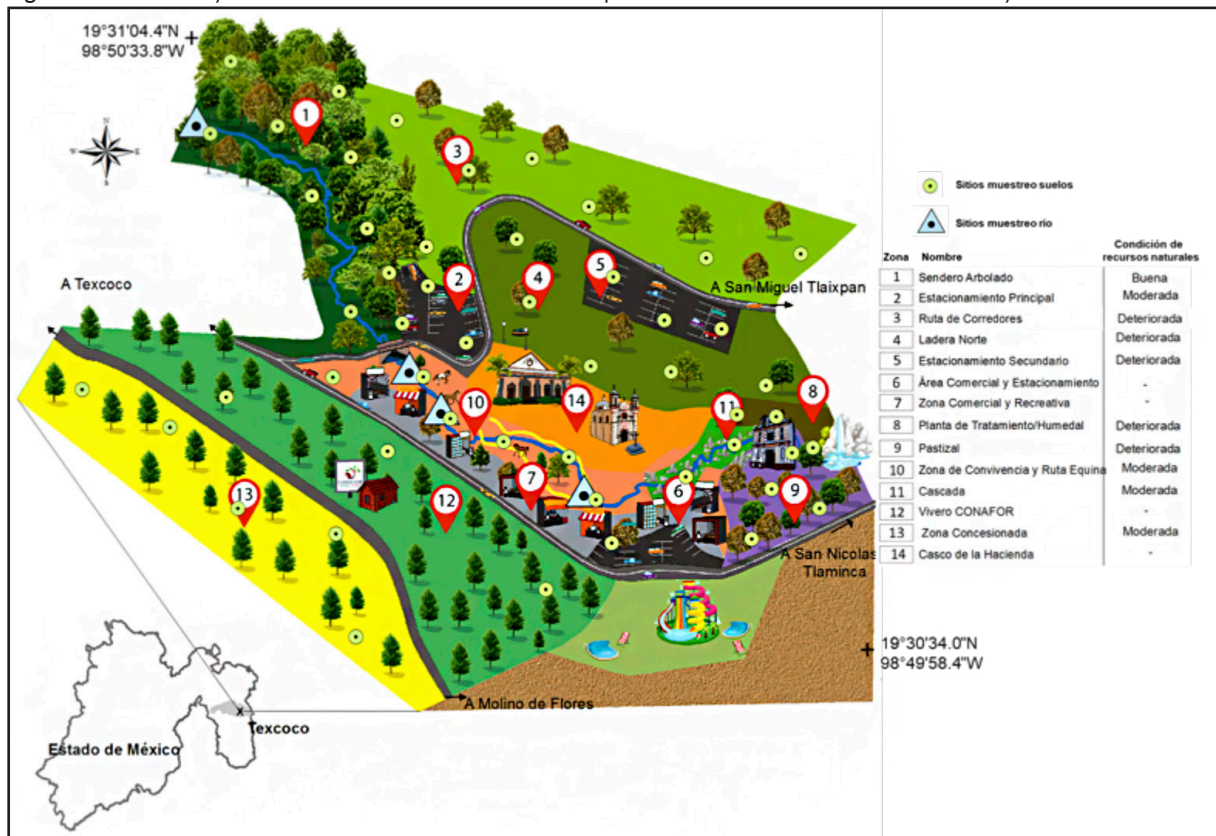 19°31'04.4"N
98°50'33.8"W
N
W E
S
1
3
2
4
5
A Texcoco
A San Miguel Tlaixpan
8
11
14
10
7
6
9
13
12
A San Nicolas
Tlaminca
19°30'34.0"N
98°49'58.4"W
A Molino de Flores
Texcoco
Estado de México
Sitios muestreo suelos
Sitios muestreo río
Zona Nombre Condición de recursos naturales
1 Sendero Arbolado Buena
2 Estacionamiento Principal Moderada
3 Ruta de Corredores Deteriorada
4 Ladera Norte Deteriorada
5 Estacionamiento Secundario Deteriorada
6 Área Comercial y Estacionamiento -
7 Zona Comercial y Recreativa -
8 Planta de Tratamiento/Humedal Deteriorada
9 Pastizal Deteriorada
10 Zona de Convivencia y Ruta Equina Moderada
11 Cascada Moderada
12 Vivero CONAFOR -
13 Zona Concesionada Moderada
14 Casco de la Hacienda -